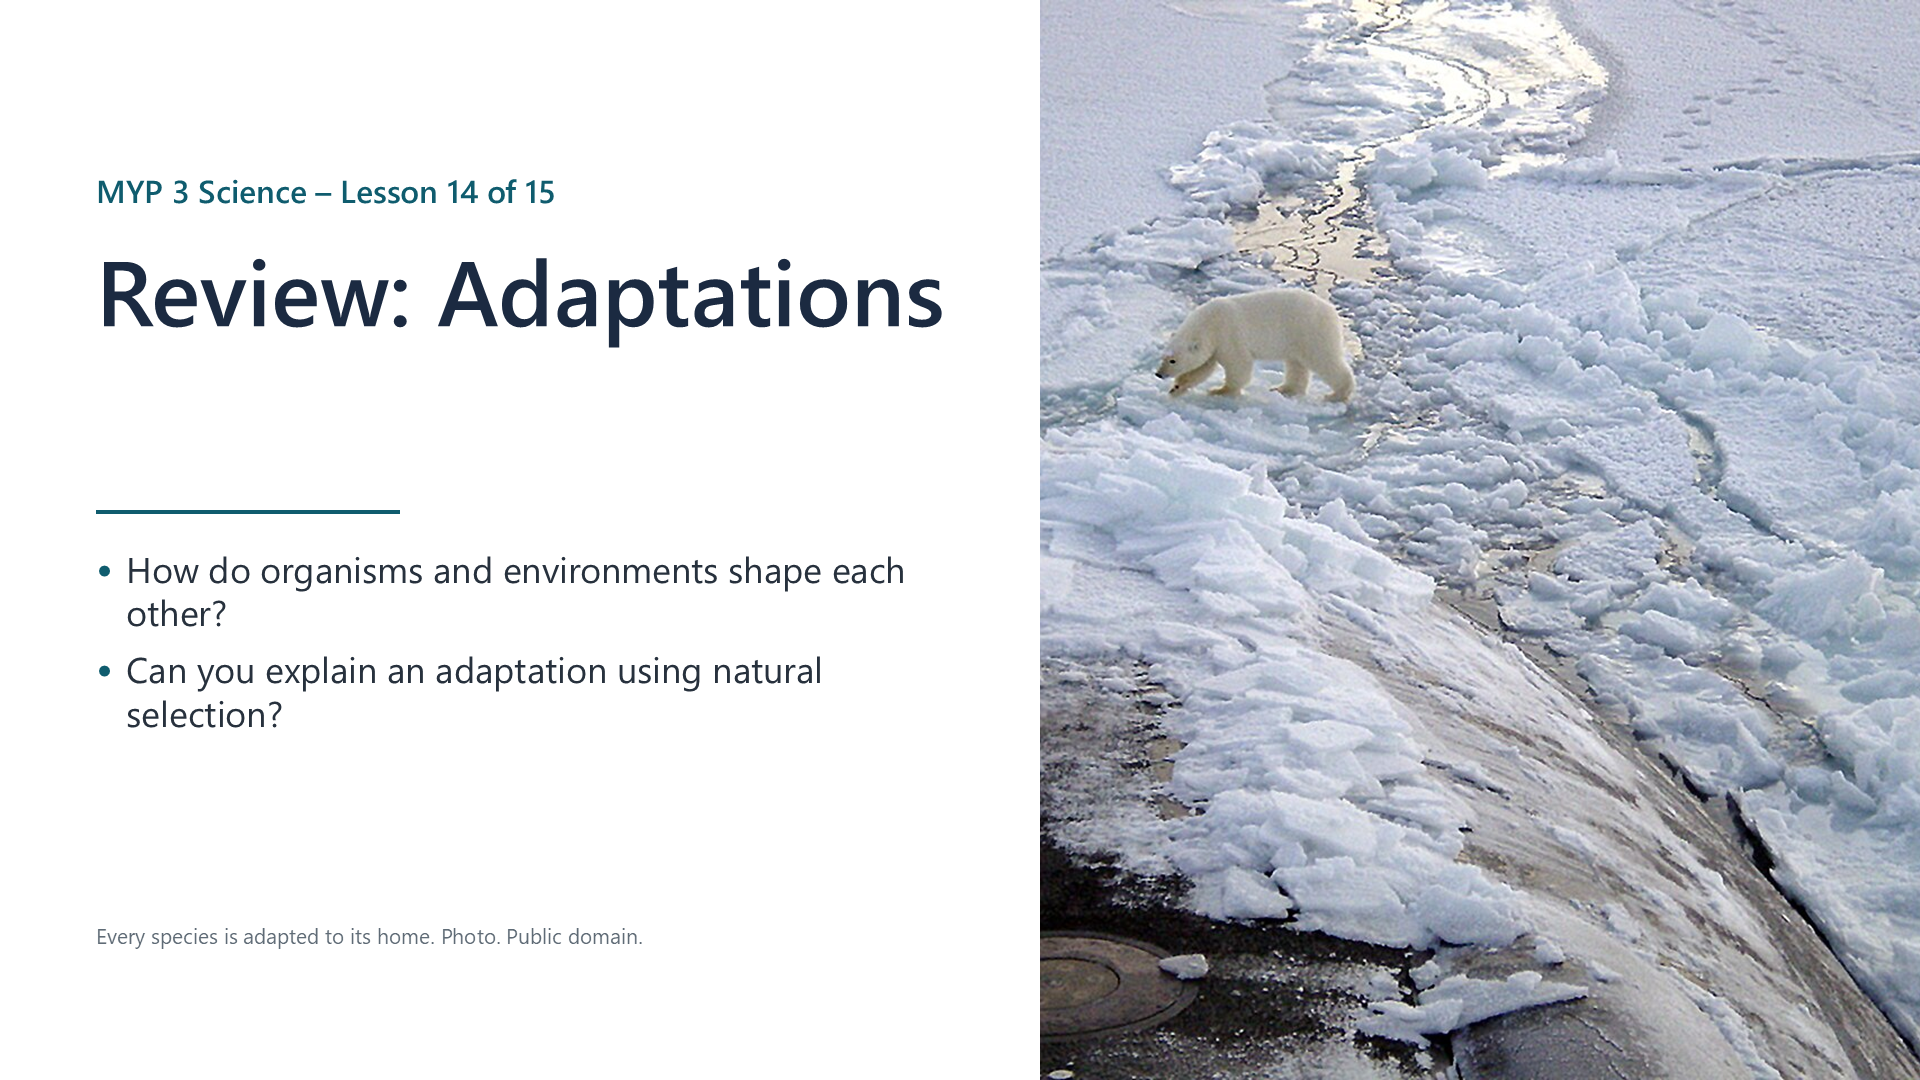 MYP 3 Science – Lesson 14 of 15
Review: Adaptations
• How do organisms and environments shape each
other?
• Can you explain an adaptation using natural
selection?
Every species is adapted to its home. Photo. Public domain.